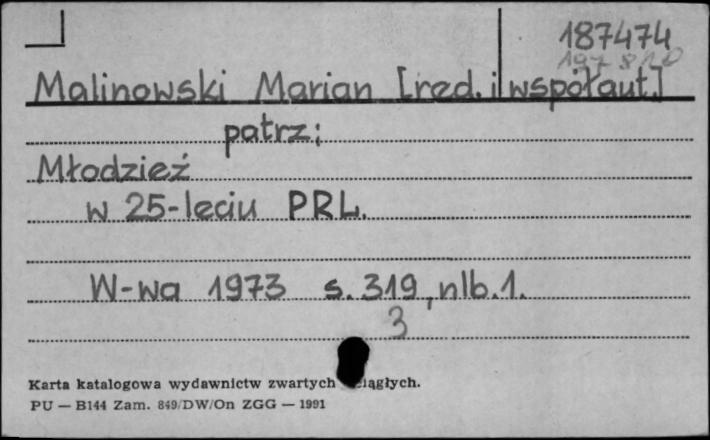 187474
Malinowski Marian [red. i współaut.]
patrz:
Młodzież
w 25-leciu PRL.
W-wa 1973 s. 319, nlb. 1.
3
Karta katalogowa wydawnictw zwartych ciągłych.
PU — B144 Zam. 849/DW/On ZGG — 1991